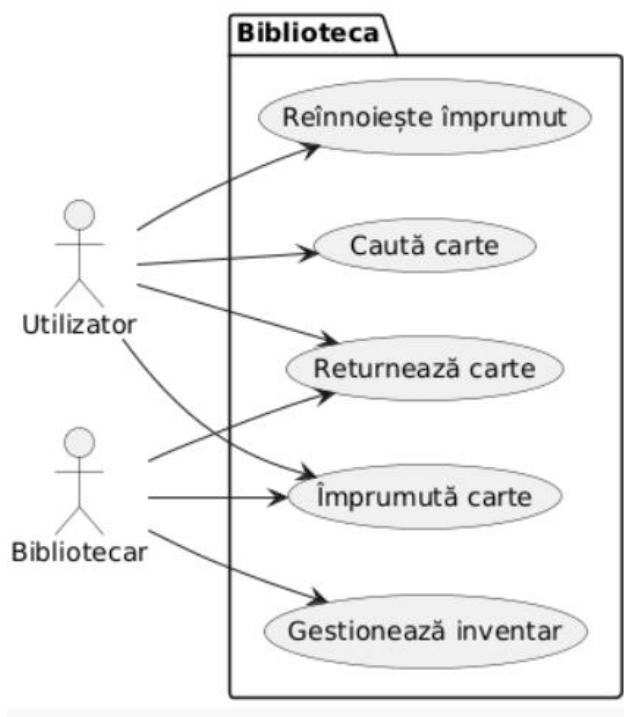 Biblioteca
Reînnoiește împrumut
Caută carte
Utilizator
Returnează carte
Împrumută carte
Bibliotecar
Gestionează inventar